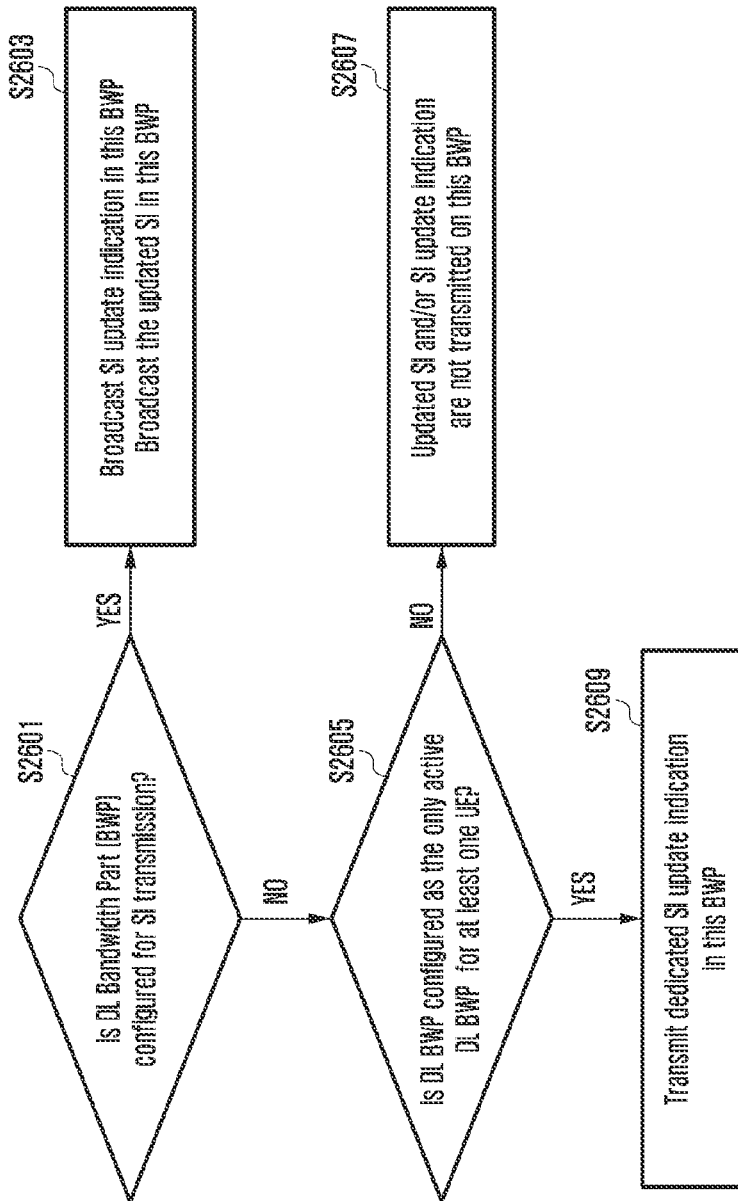 S2601
Is DL Bandwidth Part [BWP]
configured for SI transmission?
YES
S2603
Broadcast SI update indication in this BWP
Broadcast the updated SI in this BWP
NO
S2605
Is DL BWP configured as the only active
DL BWP for at least one UE?
NO
S2607
Updated SI and/or SI update indication
are not transmitted on this BWP
YES
S2609
Transmit dedicated SI update indication
in this BWP